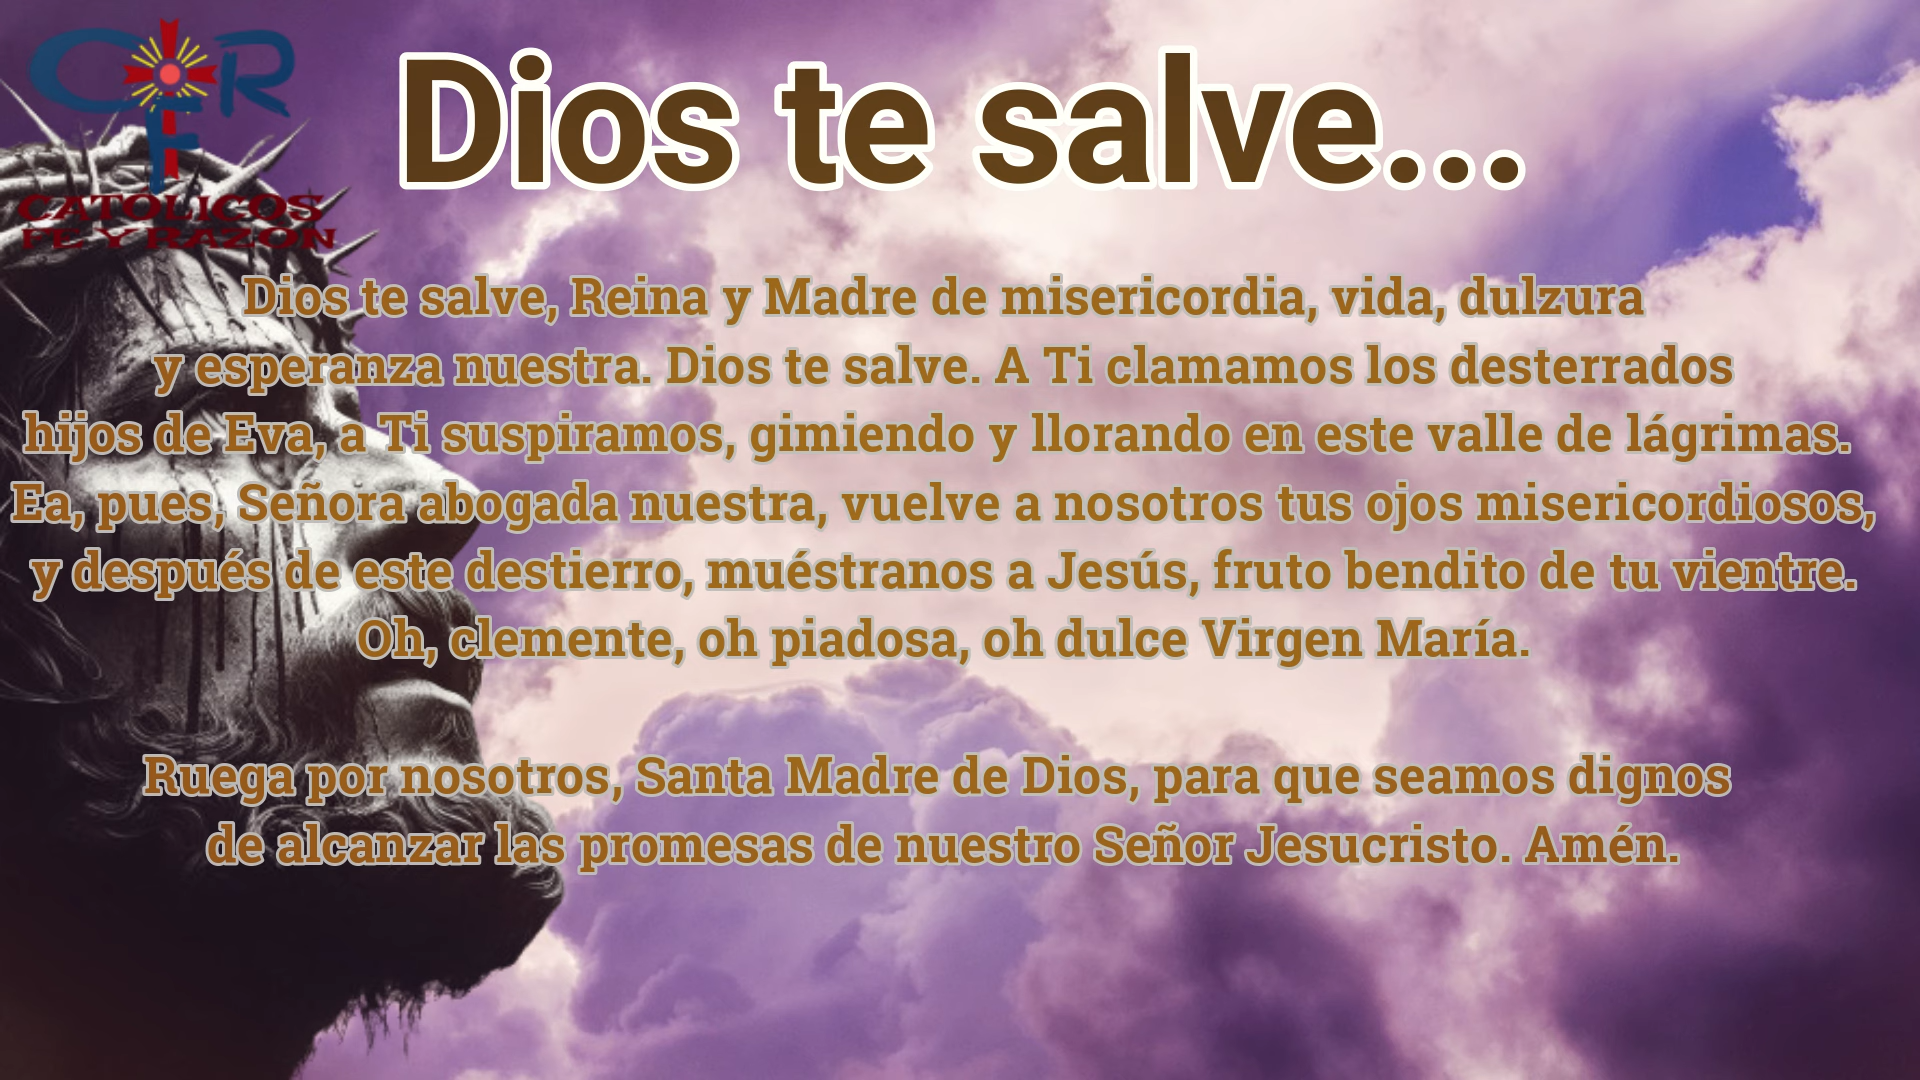 CFR
CATOLICOS
FE Y RAZON
Dios te salve...
Dios te salve, Reina y Madre de misericordia, vida, dulzura
y esperanza nuestra. Dios te salve. A Ti clamamos los desterrados
hijos de Eva, a Ti suspiramos, gimiendo y llorando en este valle de lágrimas.
Ea, pues, Señora abogada nuestra, vuelve a nosotros tus ojos misericordiosos,
y después de este destierro, muéstranos a Jesús, fruto bendito de tu vientre.
Oh, clemente, oh piadosa, oh dulce Virgen María.
Ruega por nosotros, Santa Madre de Dios, para que seamos dignos
de alcanzar las promesas de nuestro Señor Jesucristo. Amén.